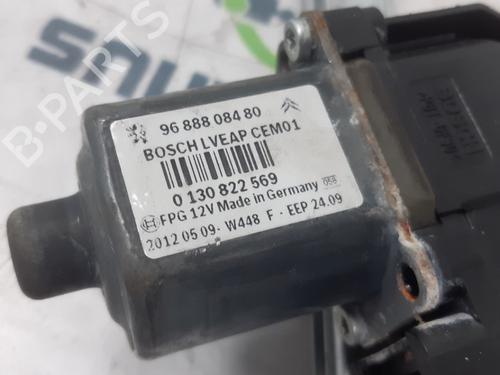 B-PARTS
96 888 084 80
BOSCH LVEAP CEM01
0 130 822 569
FPG 12V Made in Germany
2012 05 09- W448 F - EEP 24.09